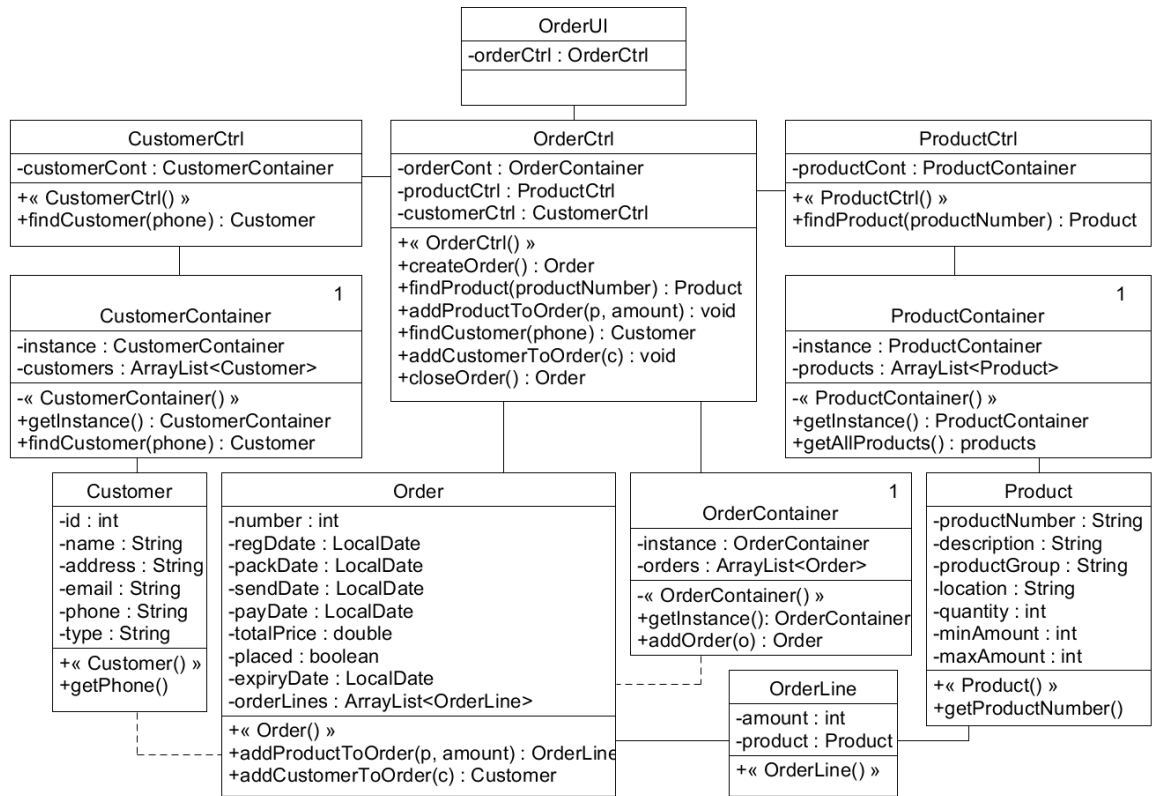 OrderUI
-orderCtrl : OrderCtrl
CustomerCtrl
-customerCont : CustomerContainer
+« CustomerCtrl() »
+findCustomer(phone) : Customer
OrderCtrl
-orderCont : OrderContainer
-productCtrl : ProductCtrl
-customerCtrl : CustomerCtrl
+« OrderCtrl() »
+createOrder() : Order
+findProduct(productNumber) : Product
+addProductToOrder(p, amount) : void
+findCustomer(phone) : Customer
+addCustomerToOrder(c) : void
+closeOrder() : Order
ProductCtrl
-productCont : ProductContainer
+« ProductCtrl() »
+findProduct(productNumber) : Product
1
CustomerContainer
-instance : CustomerContainer
-customers : ArrayList<Customer>
-« CustomerContainer() »
+getInstance() : CustomerContainer
+findCustomer(phone) : Customer
1
ProductContainer
-instance : ProductContainer
-products : ArrayList<Product>
-« ProductContainer() »
+getInstance() : ProductContainer
+getAllProducts() : products
Customer
-id : int
-name : String
-address : String
-email : String
-phone : String
-type : String
+« Customer() »
+getPhone()
Order
-number : int
-regDdate : LocalDate
-packDate : LocalDate
-sendDate : LocalDate
-payDate : LocalDate
-totalPrice : double
-placed : boolean
-expiryDate : LocalDate
-orderLines : ArrayList<OrderLine>
+« Order() »
+addProductToOrder(p, amount) : OrderLine
+addCustomerToOrder(c) : Customer
1
OrderContainer
-instance : OrderContainer
-orders : ArrayList<Order>
-« OrderContainer() »
+getInstance(): OrderContainer
+addOrder(o) : Order
Product
-productNumber : String
-description : String
-productGroup : String
-location : String
-quantity : int
-minAmount : int
-maxAmount : int
+« Product() »
+getProductNumber()
OrderLine
-amount : int
-product : Product
+« OrderLine() »